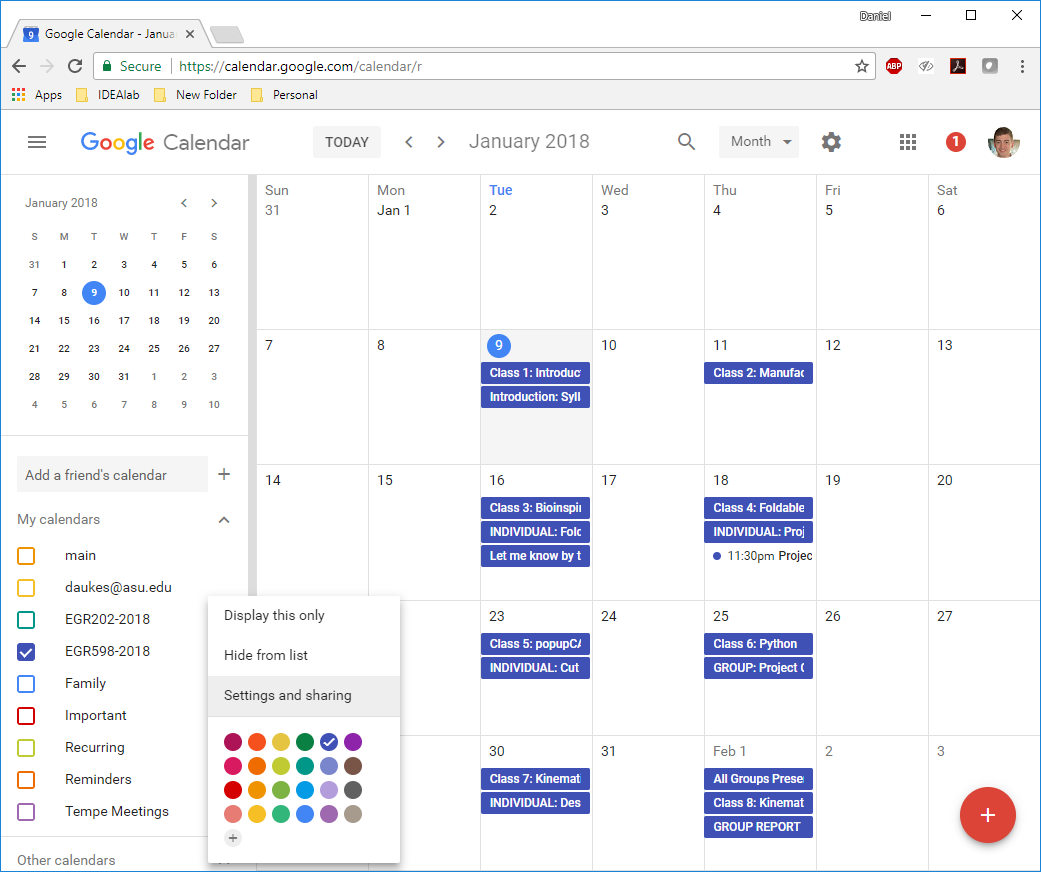 Daniel
Google Calendar - Janua
Secure https://calendar.google.com/calendar/r
ABP
Apps IDEAlab New Folder Personal
Google Calendar TODAY January 2018 Month 1
January 2018
S M T W T F S
31 1 2 3 4 5 6
7 8 9 10 11 12 13
14 15 16 17 18 19 20
21 22 23 24 25 26 27
28 29 30 31 1 2 3
4 5 6 7 8 9 10
Add a friend's calendar +
My calendars
main
daukes@asu.edu
EGR202-2018
EGR598-2018
Family
Important
Recurring
Reminders
Tempe Meetings
Other calendars
Display this only
Hide from list
Settings and sharing
+
Sun Mon Tue Wed Thu Fri Sat
31 Jan 1 2 3 4 5 6
7 8 9 10 11 12 13
Class 1: Introduc Class 2: Manufac
Introduction: Syll
14 15 16 17 18 19 20
Class 3: Bioinspi Class 4: Foldable
INDIVIDUAL: Fold INDIVIDUAL: Proj
Let me know by t 11:30pm Projec
23 24 25 26 27
Class 5: popupCA Class 6: Python
INDIVIDUAL: Cut GROUP: Project C
30 31 Feb 1 2 3
Class 7: Kinemati All Groups Prese
INDIVIDUAL: Des Class 8: Kinemat
GROUP REPORT
+